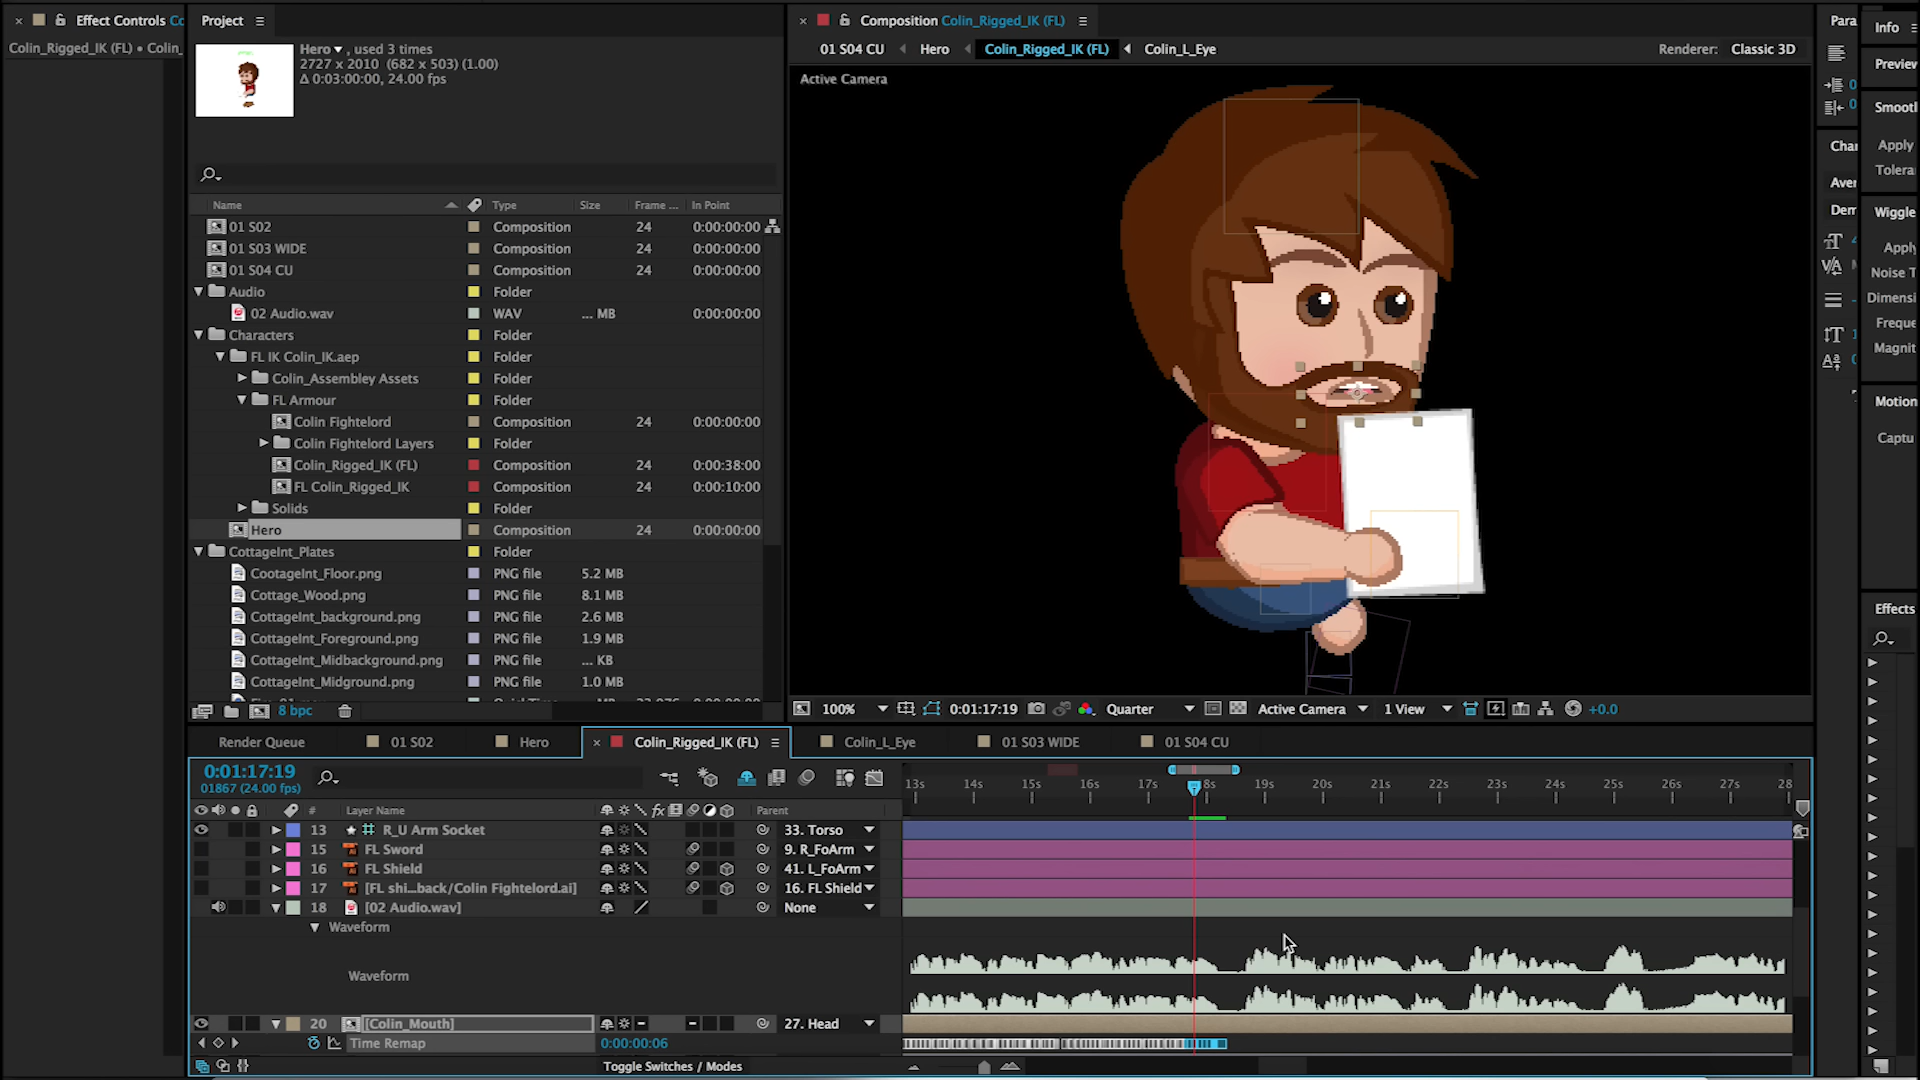 Effect Controls Co
Colin_Rigged_IK (FL) • Colin_
Project
Hero, used 3 times
2727 x 2010 (682 x 503) (1.00)
Δ 0:03:00:00, 24.00 fps
Name Type Size Frame ... In Point
01 S02 Composition 24 0:00:00:00
01 S03 WIDE Composition 24 0:00:00:00
01 S04 CU Composition 24 0:00:00:00
Audio Folder
02 Audio.wav WAV ... MB 0:00:00:00
Characters Folder
FL IK Colin_IK.aep Folder
Colin_Assembley Assets Folder
FL Armour Folder
Colin Fightelord Composition 24 0:00:00:00
Colin Fightelord Layers Folder
Colin_Rigged_IK (FL) Composition 24 0:00:38:00
FL Colin_Rigged_IK Composition 24 0:00:10:00
Solids Folder
Hero Composition 24 0:00:00:00
CottageInt_Plates Folder
CootageInt_Floor.png PNG file 5.2 MB
Cottage_Wood.png PNG file 8.1 MB
CottageInt_background.png PNG file 2.6 MB
CottageInt_Foreground.png PNG file 1.9 MB
CottageInt_Midbackground.png PNG file ... KB
CottageInt_Midground.png PNG file 1.0 MB
8 bpc
Composition Colin_Rigged_IK (FL)
01 S04 CU Hero Colin_Rigged_IK (FL) Colin_L_Eye Renderer: Classic 3D
Active Camera
100% 0:01:17:19 Quarter Active Camera 1 View +0.0
Para
Cha
Aver
Dem
Info
Preview
Smooth
Apply
Tolera
Wiggle
Apply
Noise T
Dimensi
Freque
Magnit
Motion
Captu
Effects
Render Queue 01 S02 Hero Colin_Rigged_IK (FL) Colin_L_Eye 01 S03 WIDE 01 S04 CU
0:01:17:19
01867 (24.00 fps)
13s 14s 15s 16s 17s 8s 19s 20s 21s 22s 23s 24s 25s 26s 27s 28
# Layer Name fx Parent
13 R_U Arm Socket 33. Torso
15 FL Sword 9. R_FoArm
16 FL Shield 41. L_FoArm
17 [FL shi...back/Colin Fightelord.ai] 16. FL Shield
18 [02 Audio.wav] None
Waveform
Waveform
20 [Colin_Mouth] 27. Head
Time Remap 0:00:00:06
Toggle Switches / Modes